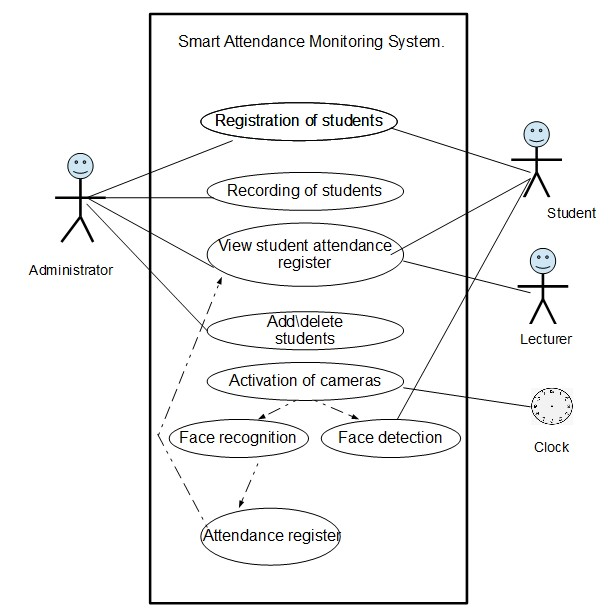 Smart Attendance Monitoring System.
Registration of students
Recording of students
Student
View student attendance
register
Administrator
Add\delete
students
Lecturer
Activation of cameras
Face recognition
Face detection
Clock
Attendance register